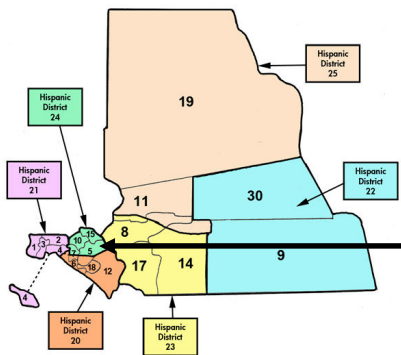 Hispanic
District
25
Hispanic
District
24
19
Hispanic
District
21
11
30
Hispanic
District
22
8
15
10
2
3
1
4
7
5
9
6
18
12
17
14
4
Hispanic
District
20
Hispanic
District
23